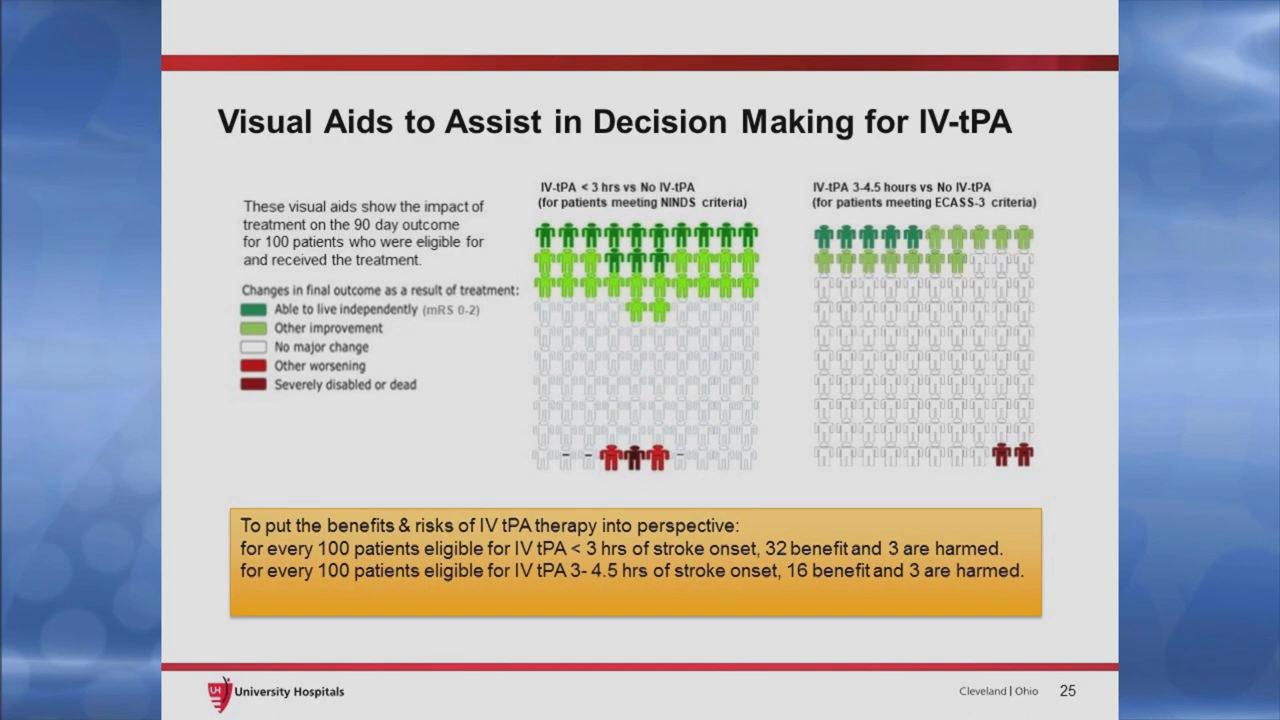 Visual Aids to Assist in Decision Making for IV-tPA
These visual aids show the impact of
treatment on the 90 day outcome
for 100 patients who were eligible for
and received the treatment.
Changes in final outcome as a result of treatment:
Able to live independently (mRS 0-2)
Other improvement
No major change
Other worsening
Severely disabled or dead
IV-tPA < 3 hrs vs No IV-tPA
(for patients meeting NINDS criteria)
IV-tPA 3-4.5 hours vs No IV-tPA
(for patients meeting ECASS-3 criteria)
To put the benefits & risks of IV tPA therapy into perspective:
for every 100 patients eligible for IV tPA < 3 hrs of stroke onset, 32 benefit and 3 are harmed.
for every 100 patients eligible for IV tPA 3- 4.5 hrs of stroke onset, 16 benefit and 3 are harmed.
UH University Hospitals
Cleveland | Ohio 25